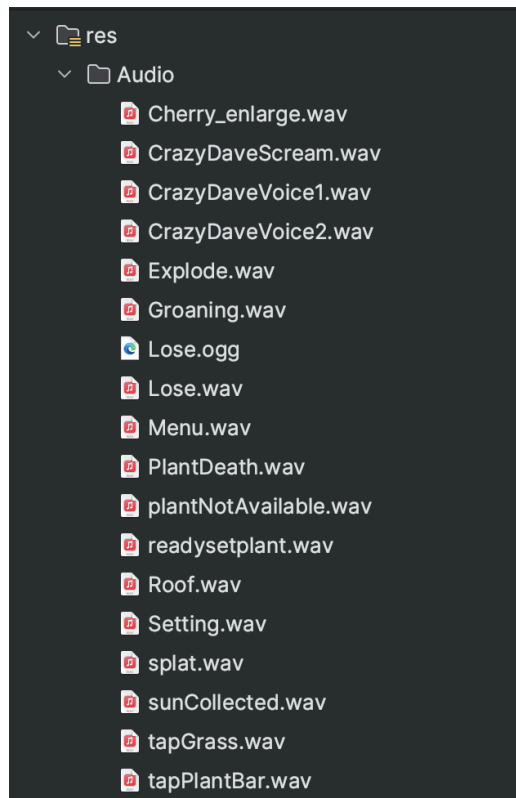 res
Audio
Cherry_enlarge.wav
CrazyDaveScream.wav
CrazyDaveVoice1.wav
CrazyDaveVoice2.wav
Explode.wav
Groaning.wav
Lose.ogg
Lose.wav
Menu.wav
PlantDeath.wav
plantNotAvailable.wav
readysetplant.wav
Roof.wav
Setting.wav
splat.wav
sunCollected.wav
tapGrass.wav
tapPlantBar.wav